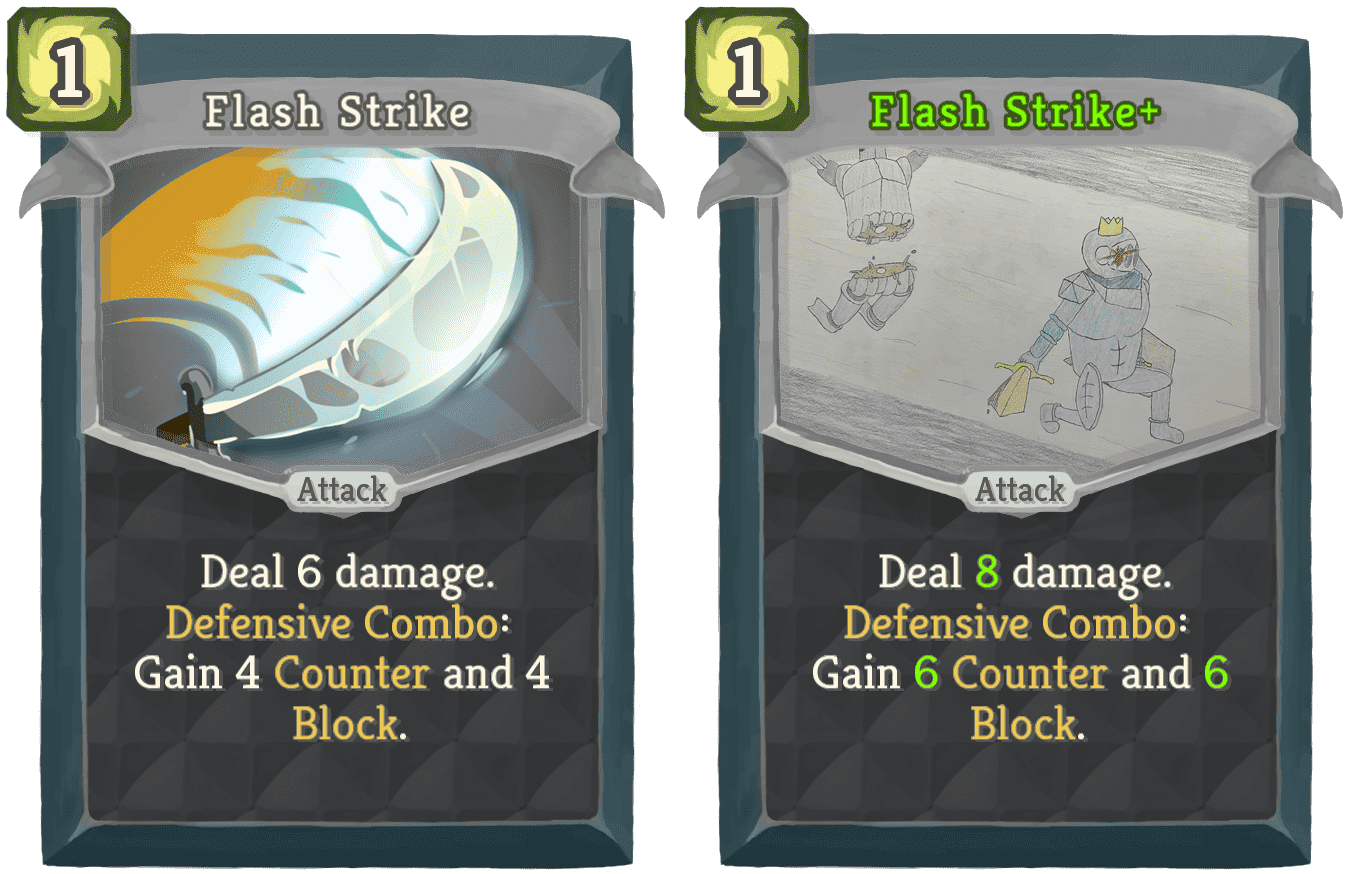 1
Flash Strike
Attack
Deal 6 damage.
Defensive Combo:
Gain 4 Counter and 4
Block.
1
Flash Strike+
Attack
Deal 8 damage.
Defensive Combo:
Gain 6 Counter and 6
Block.